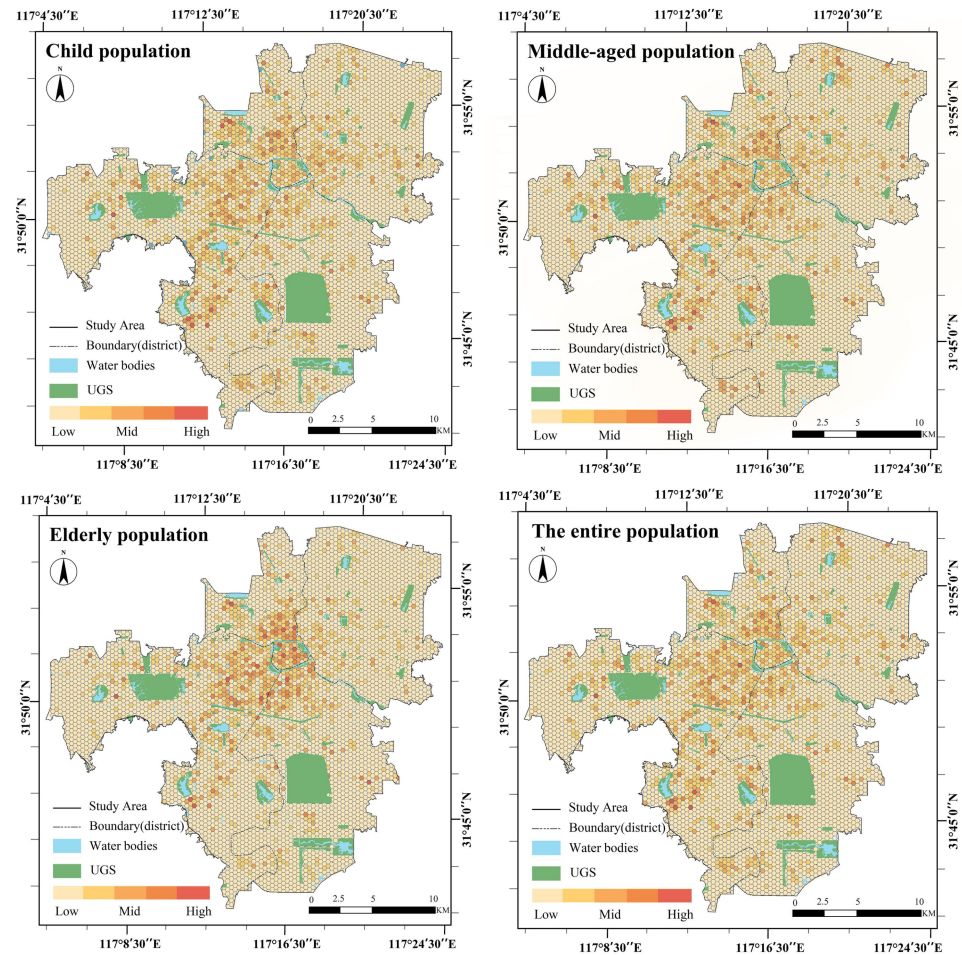 117°4′30″E 117°12′30″E 117°20′30″E
Child population
N
31°55′0″N
31°50′0″N
31°45′0″N
Study Area
Boundary(district)
Water bodies
UGS
Low Mid High
0 2.5 5 10
KM
117°8′30″E 117°16′30″E 117°24′30″E
117°4′30″E 117°12′30″E 117°20′30″E
Middle-aged population
N
31°55′0″N
31°50′0″N
31°45′0″N
Study Area
Boundary(district)
Water bodies
UGS
Low Mid High
0 2.5 5 10
KM
117°8′30″E 117°16′30″E 117°24′30″E
117°4′30″E 117°12′30″E 117°20′30″E
Elderly population
N
31°55′0″N
31°50′0″N
31°45′0″N
Study Area
Boundary(district)
Water bodies
UGS
Low Mid High
0 2.5 5 10
KM
117°8′30″E 117°16′30″E 117°24′30″E
117°4′30″E 117°12′30″E 117°20′30″E
The entire population
N
31°55′0″N
31°50′0″N
31°45′0″N
Study Area
Boundary(district)
Water bodies
UGS
Low Mid High
0 2.5 5 10
KM
117°8′30″E 117°16′30″E 117°24′30″E